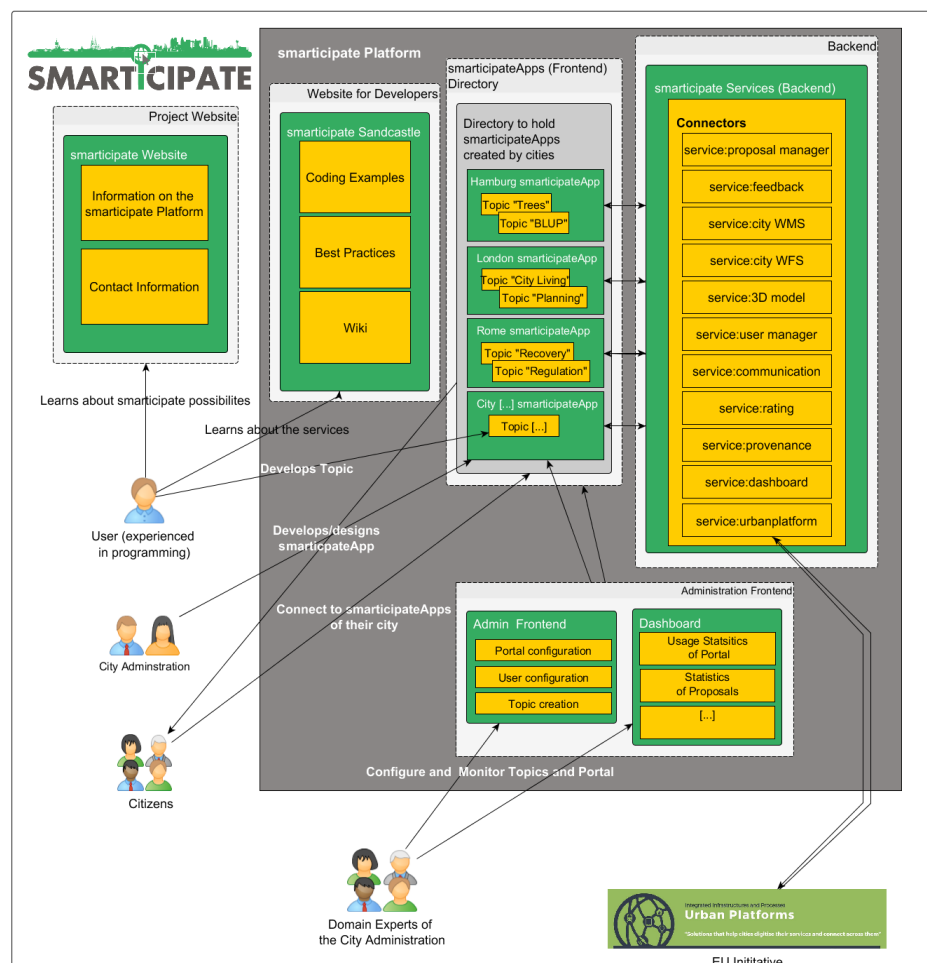 SMARTICIPATE
Project Website
smarticipate Website
Information on the
smarticipate Platform
Contact Information
smarticipate Platform
Website for Developers
smarticipate Sandcastle
Coding Examples
Best Practices
Wiki
smarticipateApps (Frontend)
Directory
Directory to hold
smarticipateApps
created by cities
Hamburg smarticipateApp
Topic "Trees"
Topic "BLUP"
London smarticipateApp
Topic "City Living"
Topic "Planning"
Rome smarticipateApp
Topic "Recovery"
Topic "Regulation"
City [...] smarticipateApp
Topic [...]
Backend
smarticipate Services (Backend)
Connectors
service:proposal manager
service:feedback
service:city WMS
service:city WFS
service:3D model
service:user manager
service:communication
service:rating
service:provenance
service:dashboard
service:urbanplatform
Learns about smarticipate possibilites
Learns about the services
Develops Topic
User (experienced
in programming)
Develops/designs
smarticpateApp
City Adminstration
Connect to smarticipateApps
of their city
Citizens
Administration Frontend
Admin Frontend
Portal configuration
User configuration
Topic creation
Dashboard
Usage Statsitics
of Portal
Statistics
of Proposals
[...]
Configure and Monitor Topics and Portal
Domain Experts of
the City Administration
Integrated Infrastructures and Processes
Urban Platforms
"Solutions that help cities digitise their services and connect across them"
EU Inititative